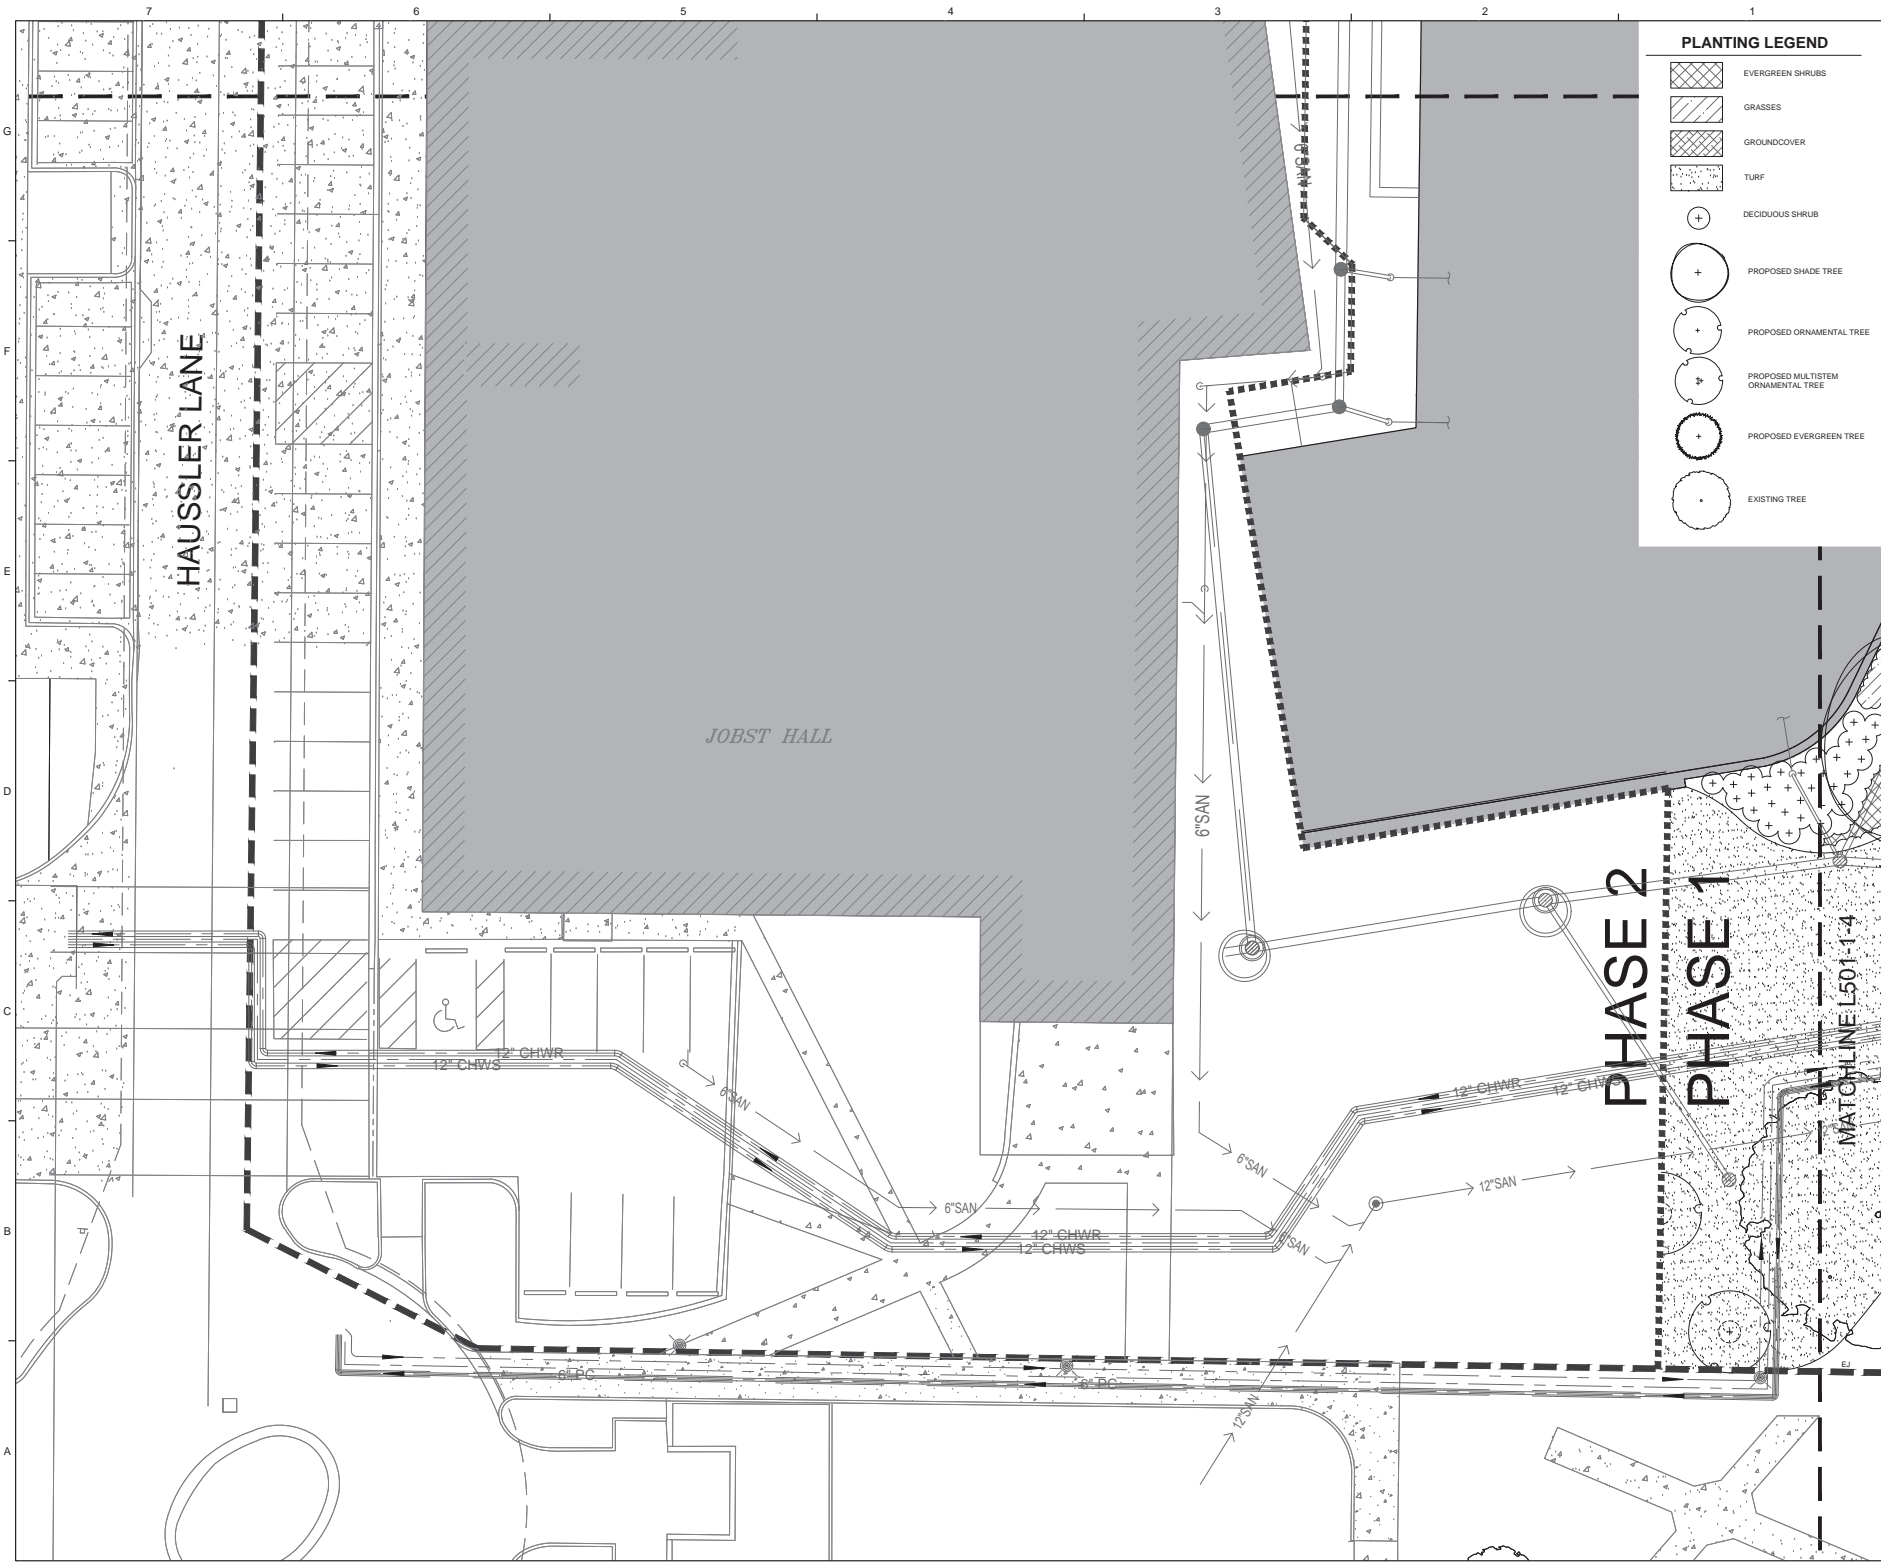 7 6 5 4 3 2 1
G
F
E
D
C
B
A
PLANTING LEGEND
EVERGREEN SHRUBS
GRASSES
GROUNDCOVER
TURF
DECIDUOUS SHRUB
PROPOSED SHADE TREE
PROPOSED ORNAMENTAL TREE
PROPOSED MULTISTEM
ORNAMENTAL TREE
PROPOSED EVERGREEN TREE
EXISTING TREE
HAUSSLER LANE
JOBST HALL
6"SAN
6"SAN
PHASE 2
PHASE 1
MATCHLINE L501-1-4
12" CHWR
12" CHWS
6"SAN
12" CHWR
12" CHWS
6"SAN
12"SAN
6"SAN
12" CHWR
12" CHWS
6"SAN
6" PC
6" PC
12"SAN
EJ